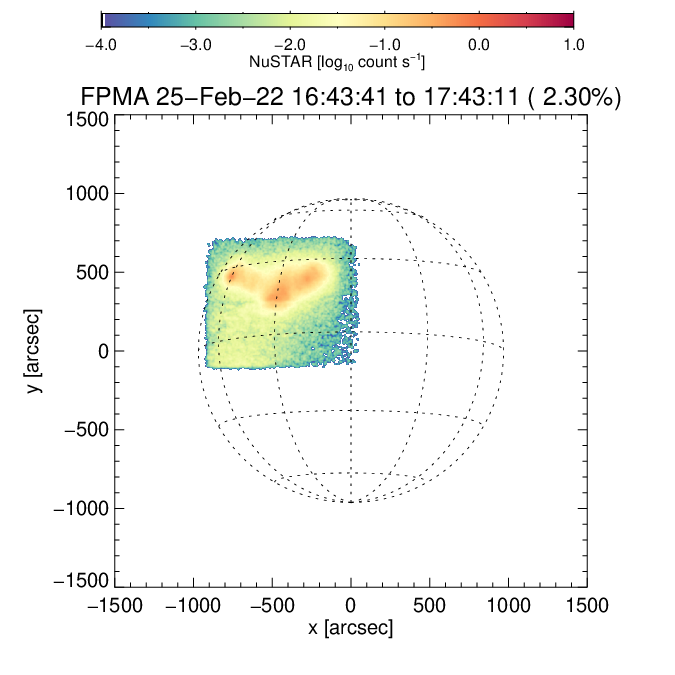 −4.0 −3.0 −2.0 −1.0 0.0 1.0
NuSTAR [log₁₀ count s⁻¹]
FPMA 25−Feb−22 16:43:41 to 17:43:11 ( 2.30%)
1500
1000
500
0
−500
−1000
−1500
y [arcsec]
−1500 −1000 −500 0 500 1000 1500
x [arcsec]